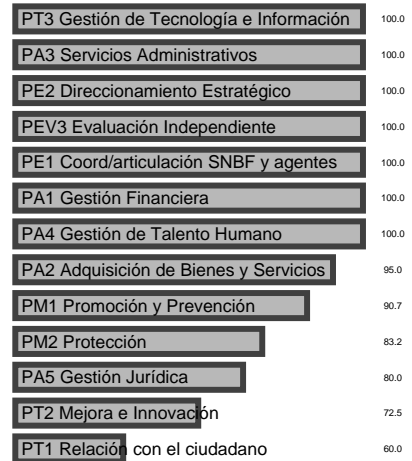 PT3 Gestión de Tecnología e Información 100.0
PA3 Servicios Administrativos 100.0
PE2 Direccionamiento Estratégico 100.0
PEV3 Evaluación Independiente 100.0
PE1 Coord/articulación SNBF y agentes 100.0
PA1 Gestión Financiera 100.0
PA4 Gestión de Talento Humano 100.0
PA2 Adquisición de Bienes y Servicios 95.0
PM1 Promoción y Prevención 90.7
PM2 Protección 83.2
PA5 Gestión Jurídica 80.0
PT2 Mejora e Innovación 72.5
PT1 Relación con el ciudadano 60.0